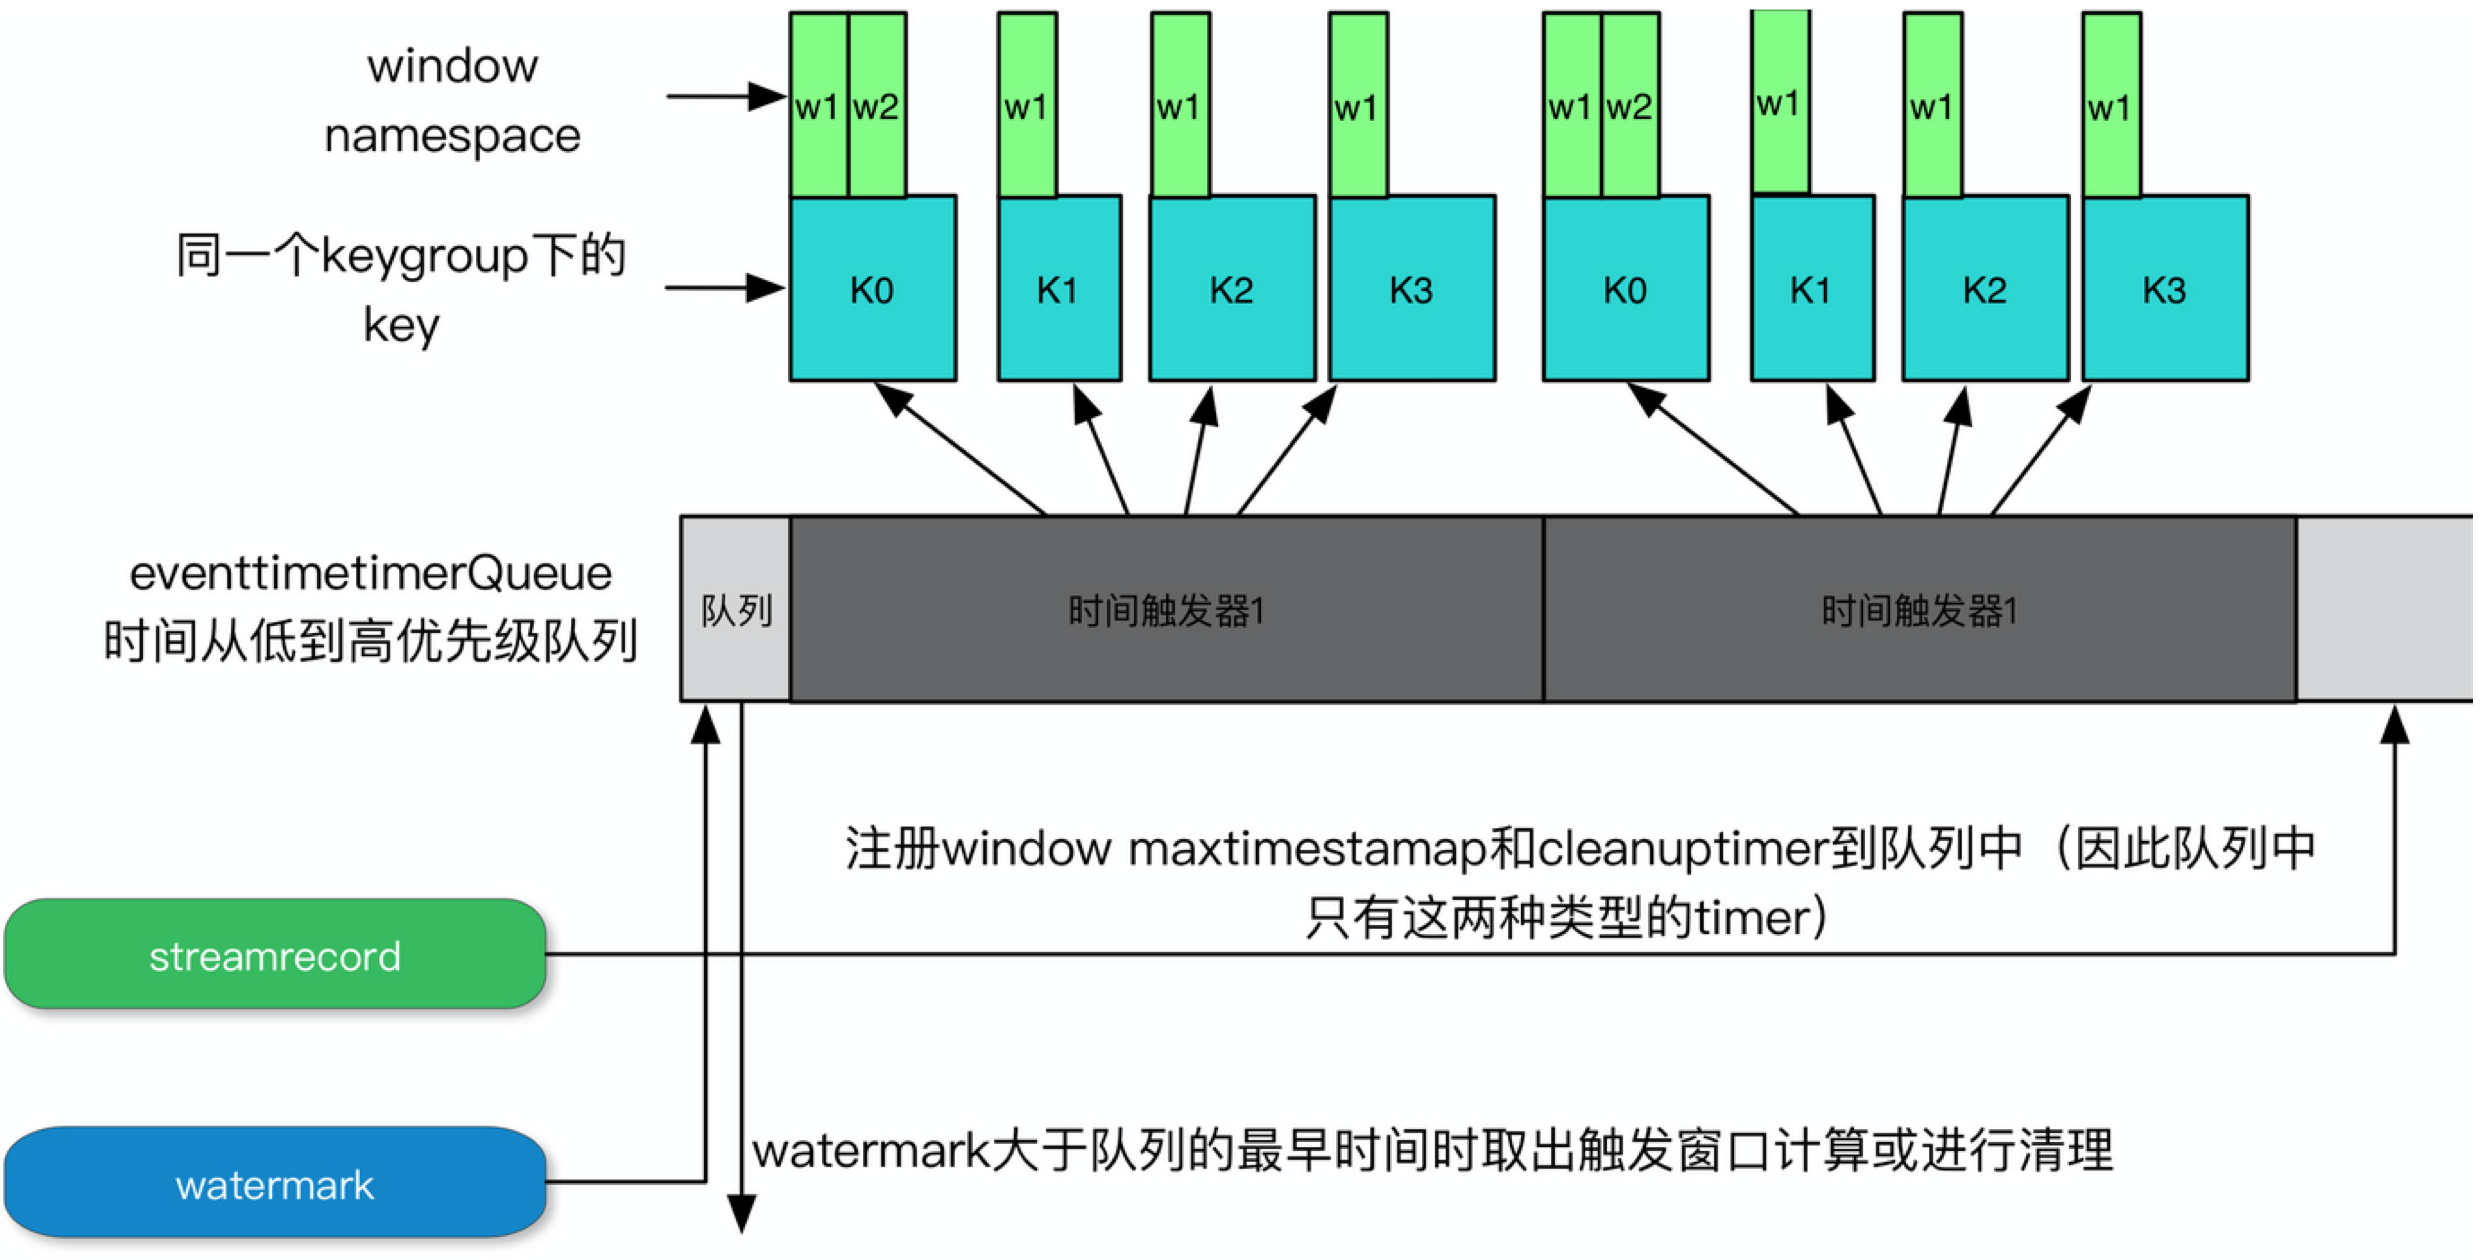 window
namespace
w1 w2 w1 w1 w1 w1 w2 w1 w1 w1
同一个keygroup下的
key
K0 K1 K2 K3 K0 K1 K2 K3
eventtimetimerQueue
时间从低到高优先级队列
队列 时间触发器1 时间触发器1
注册window maxtimestamap和cleanuptimer到队列中（因此队列中
只有这两种类型的timer）
streamrecord
watermark大于队列的最早时间时取出触发窗口计算或进行清理
watermark